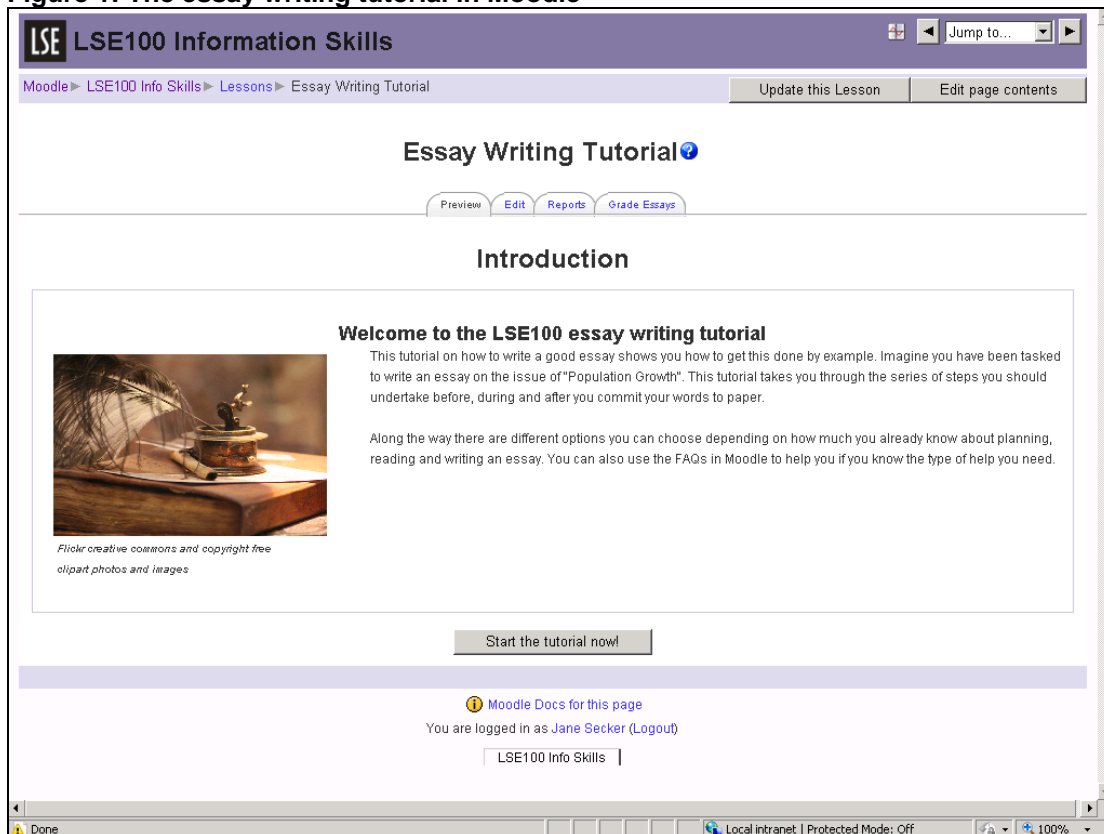 Figure 1: The essay writing tutorial in Moodle
LSE LSE100 Information Skills Jump to...
Moodle► LSE100 Info Skills► Lessons► Essay Writing Tutorial Update this Lesson Edit page contents
Essay Writing Tutorial
Preview Edit Reports Grade Essays
Introduction
Welcome to the LSE100 essay writing tutorial
This tutorial on how to write a good essay shows you how to get this done by example. Imagine you have been tasked
to write an essay on the issue of "Population Growth". This tutorial takes you through the series of steps you should
undertake before, during and after you commit your words to paper.
Along the way there are different options you can choose depending on how much you already know about planning,
reading and writing an essay. You can also use the FAQs in Moodle to help you if you know the type of help you need.
Flickr creative commons and copyright free
clipart photos and images
Start the tutorial now!
Moodle Docs for this page
You are logged in as Jane Secker (Logout)
LSE100 Info Skills
Done Local intranet | Protected Mode: Off 100%